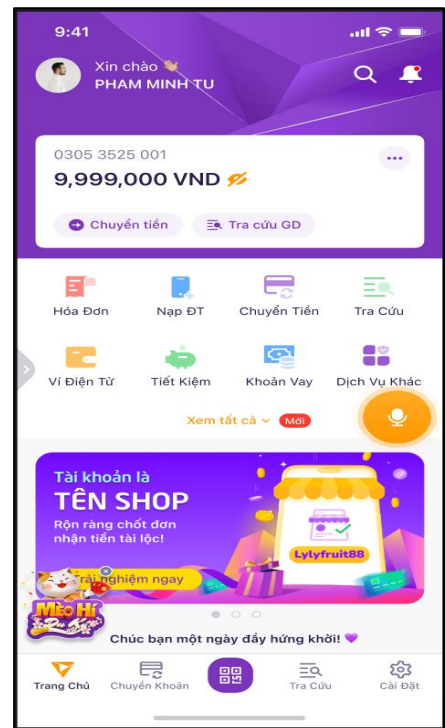 9:41
Xin chào 👋🏼
PHAM MINH TU
0305 3525 001
9,999,000 VND
Chuyển tiền
Tra cứu GD
Hóa Đơn
Nạp ĐT
Chuyển Tiền
Tra Cứu
Ví Điện Tử
Tiết Kiệm
Khoản Vay
Dịch Vụ Khác
Xem tất cả
Mới
Tài khoản là
TÊN SHOP
Rộn ràng chốt đơn
nhận tiền tài lộc!
Lylyfruit88
Trải nghiệm ngay
Mèo Hí
Chúc bạn một ngày đầy hứng khởi! 💜
Trang Chủ
Chuyển Khoản
Tra Cứu
Cài Đặt